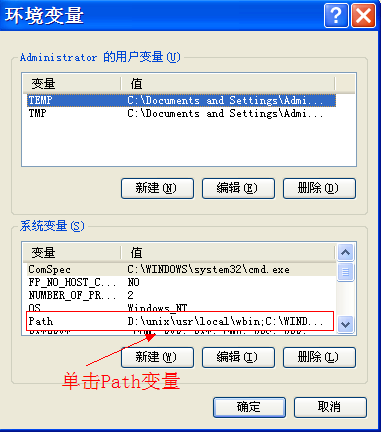 环境变量
Administrator 的用户变量(U)
变量 值
TEMP C:\Documents and Settings\Admi...
TMP C:\Documents and Settings\Admi...
新建(N) 编辑(E) 删除(D)
系统变量(S)
变量 值
ComSpec C:\WINDOWS\system32\cmd.exe
FP_NO_HOST_C... NO
NUMBER_OF_PR... 2
OS Windows_NT
Path D:\unix\usr\local\wbin;C:\WIND...
新建(W) 编辑(I) 删除(L)
单击Path变量
确定 取消